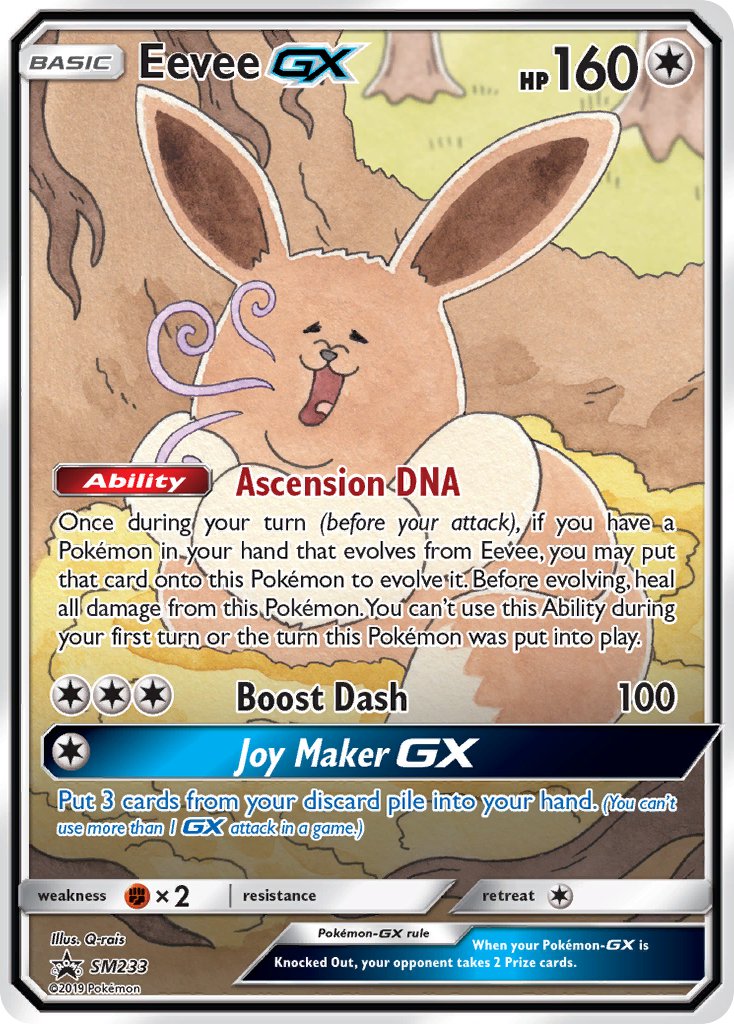 BASIC Eevee GX HP 160
Ability Ascension DNA
Once during your turn (before your attack), if you have a
Pokémon in your hand that evolves from Eevee, you may put
that card onto this Pokémon to evolve it. Before evolving, heal
all damage from this Pokémon. You can't use this Ability during
your first turn or the turn this Pokémon was put into play.
Boost Dash 100
Joy Maker GX
Put 3 cards from your discard pile into your hand. (You can't
use more than 1 GX attack in a game.)
weakness ×2 resistance retreat
Illus. Q-rais
SM233
©2019 Pokémon
Pokémon-GX rule
When your Pokémon-GX is
Knocked Out, your opponent takes 2 Prize cards.